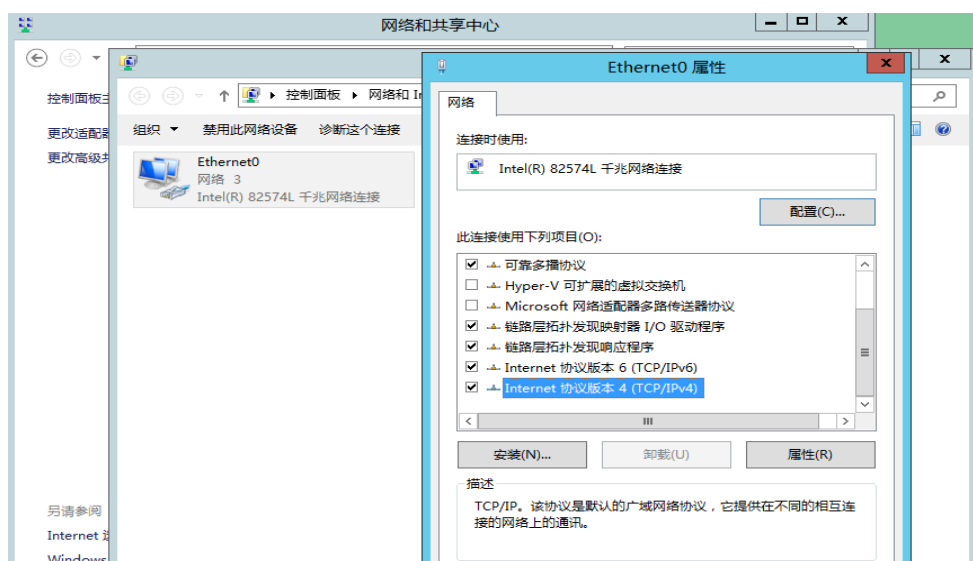 网络和共享中心
Ethernet0 属性
控制面板
更改适配器
更改高级
控制面板 ▸ 网络和 I
组织 ▼ 禁用此网络设备 诊断这个连接
Ethernet0
网络 3
Intel(R) 82574L 千兆网络连接
网络
连接时使用:
Intel(R) 82574L 千兆网络连接
配置(C)...
此连接使用下列项目(O):
可靠多播协议
Hyper-V 可扩展的虚拟交换机
Microsoft 网络适配器多路传送器协议
链路层拓扑发现映射器 I/O 驱动程序
链路层拓扑发现响应程序
Internet 协议版本 6 (TCP/IPv6)
Internet 协议版本 4 (TCP/IPv4)
安装(N)... 卸载(U) 属性(R)
描述
TCP/IP。该协议是默认的广域网络协议，它提供在不同的相互连
接的网络上的通讯。
另请参阅
Internet
Windows